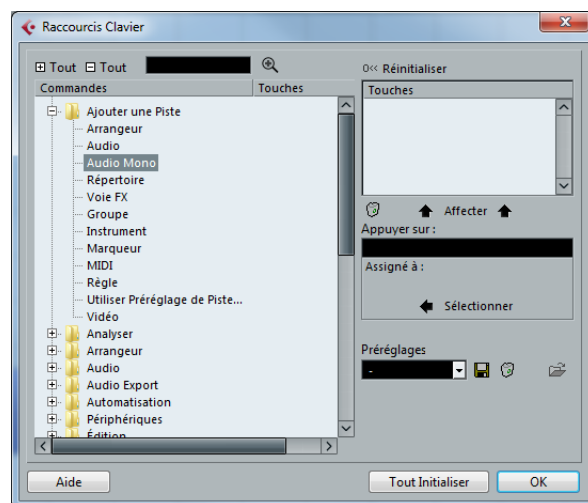 Raccourcis Clavier
Tout Tout
Commandes Touches
Ajouter une Piste
Arrangeur
Audio
Audio Mono
Répertoire
Voie FX
Groupe
Instrument
Marqueur
MIDI
Règle
Utiliser Préréglage de Piste...
Vidéo
Analyser
Arrangeur
Audio
Audio Export
Automatisation
Périphériques
Édition
0<< Réinitialiser
Touches
Affecter
Appuyer sur :
Assigné à :
Sélectionner
Préréglages
-
Aide
Tout Initialiser
OK